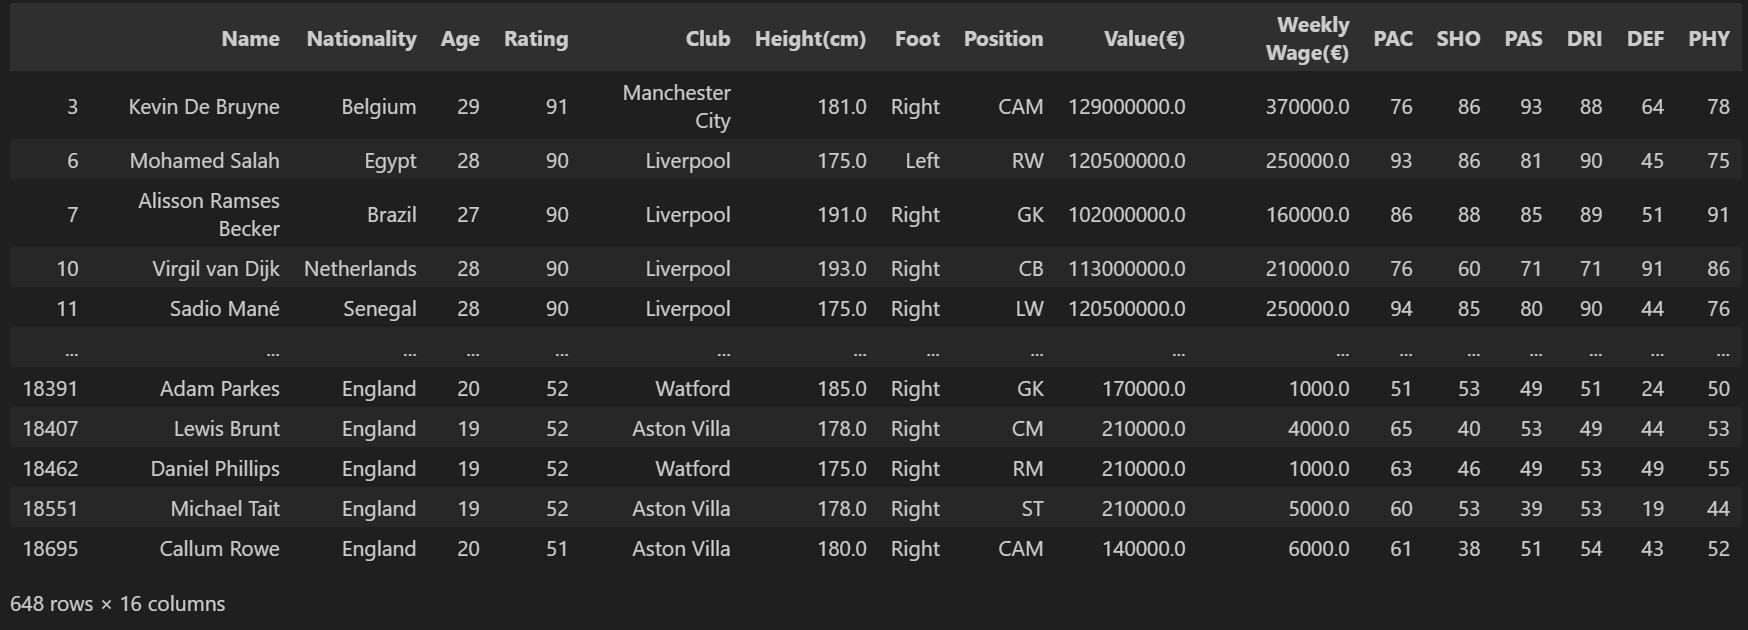 Name Nationality Age Rating Club Height(cm) Foot Position Value(€) Weekly Wage(€) PAC SHO PAS DRI DEF PHY
3 Kevin De Bruyne Belgium 29 91 Manchester City 181.0 Right CAM 129000000.0 370000.0 76 86 93 88 64 78
6 Mohamed Salah Egypt 28 90 Liverpool 175.0 Left RW 120500000.0 250000.0 93 86 81 90 45 75
7 Alisson Ramses Becker Brazil 27 90 Liverpool 191.0 Right GK 102000000.0 160000.0 86 88 85 89 51 91
10 Virgil van Dijk Netherlands 28 90 Liverpool 193.0 Right CB 113000000.0 210000.0 76 60 71 71 91 86
11 Sadio Mané Senegal 28 90 Liverpool 175.0 Right LW 120500000.0 250000.0 94 85 80 90 44 76
... ... ... ... ... ... ... ... ... ... ... ... ... ... ... ... ...
18391 Adam Parkes England 20 52 Watford 185.0 Right GK 170000.0 1000.0 51 53 49 51 24 50
18407 Lewis Brunt England 19 52 Aston Villa 178.0 Right CM 210000.0 4000.0 65 40 53 49 44 53
18462 Daniel Phillips England 19 52 Watford 175.0 Right RM 210000.0 1000.0 63 46 49 53 49 55
18551 Michael Tait England 19 52 Aston Villa 178.0 Right ST 210000.0 5000.0 60 53 39 53 19 44
18695 Callum Rowe England 20 51 Aston Villa 180.0 Right CAM 140000.0 6000.0 61 38 51 54 43 52
648 rows × 16 columns